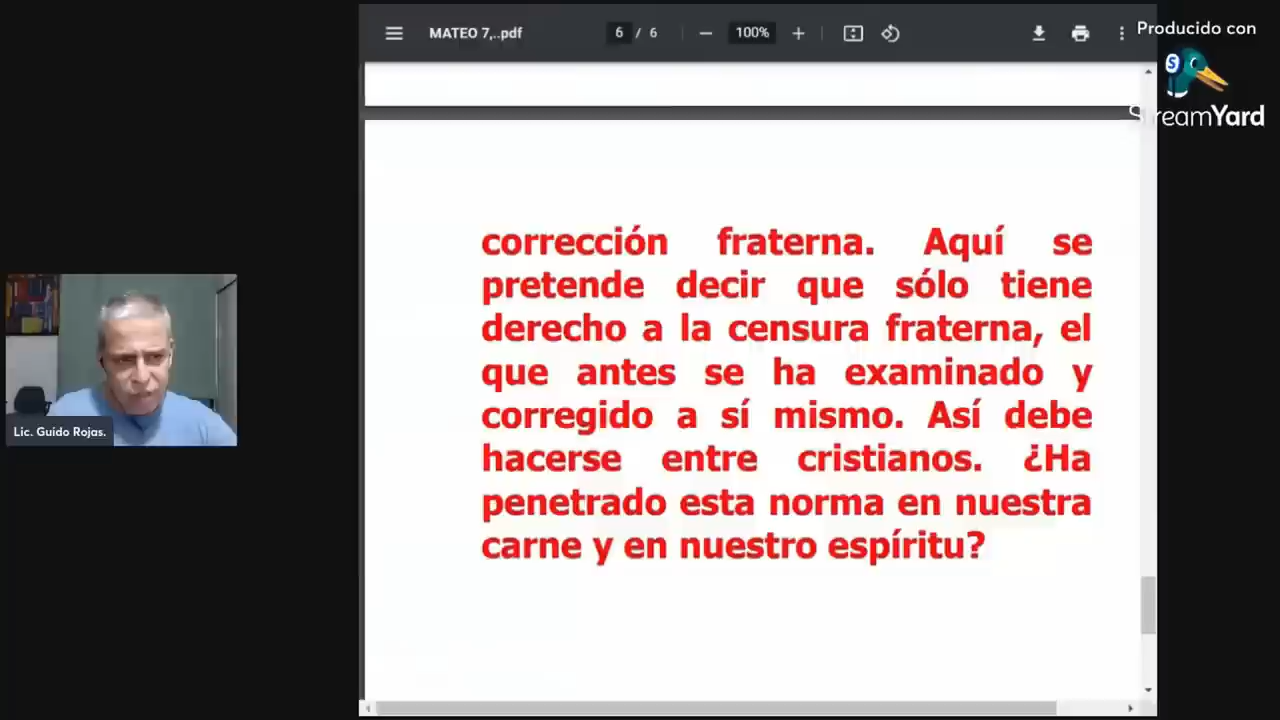 MATEO 7,..pdf
6 / 6
100%
Producido con
S
StreamYard
corrección fraterna. Aquí se
pretende decir que sólo tiene
derecho a la censura fraterna, el
que antes se ha examinado y
corregido a sí mismo. Así debe
hacerse entre cristianos. ¿Ha
penetrado esta norma en nuestra
carne y en nuestro espíritu?
Lic. Guido Rojas.